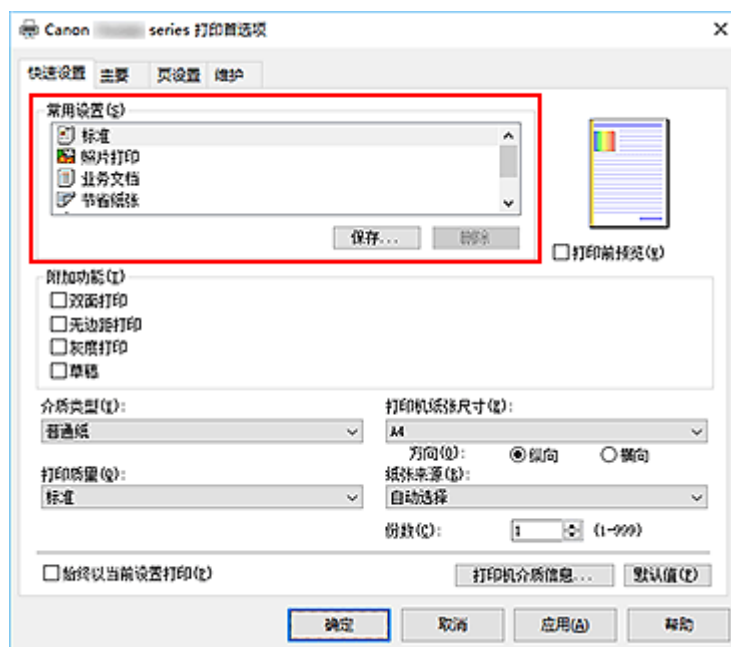 Canon series 打印首选项
快速设置 主要 页设置 维护
常用设置(S)
标准
照片打印
业务文档
节省纸张
保存... 删除
打印前预览(V)
附加功能(I)
双面打印
无边距打印
灰度打印
草稿
介质类型(Y):
普通纸
打印机纸张尺寸(Z):
A4
方向(O): 纵向 横向
打印质量(Q):
标准
纸张来源(R):
自动选择
份数(C): 1 (1-999)
始终以当前设置打印(P)
打印机介质信息... 默认值(F)
确定 取消 应用(A) 帮助